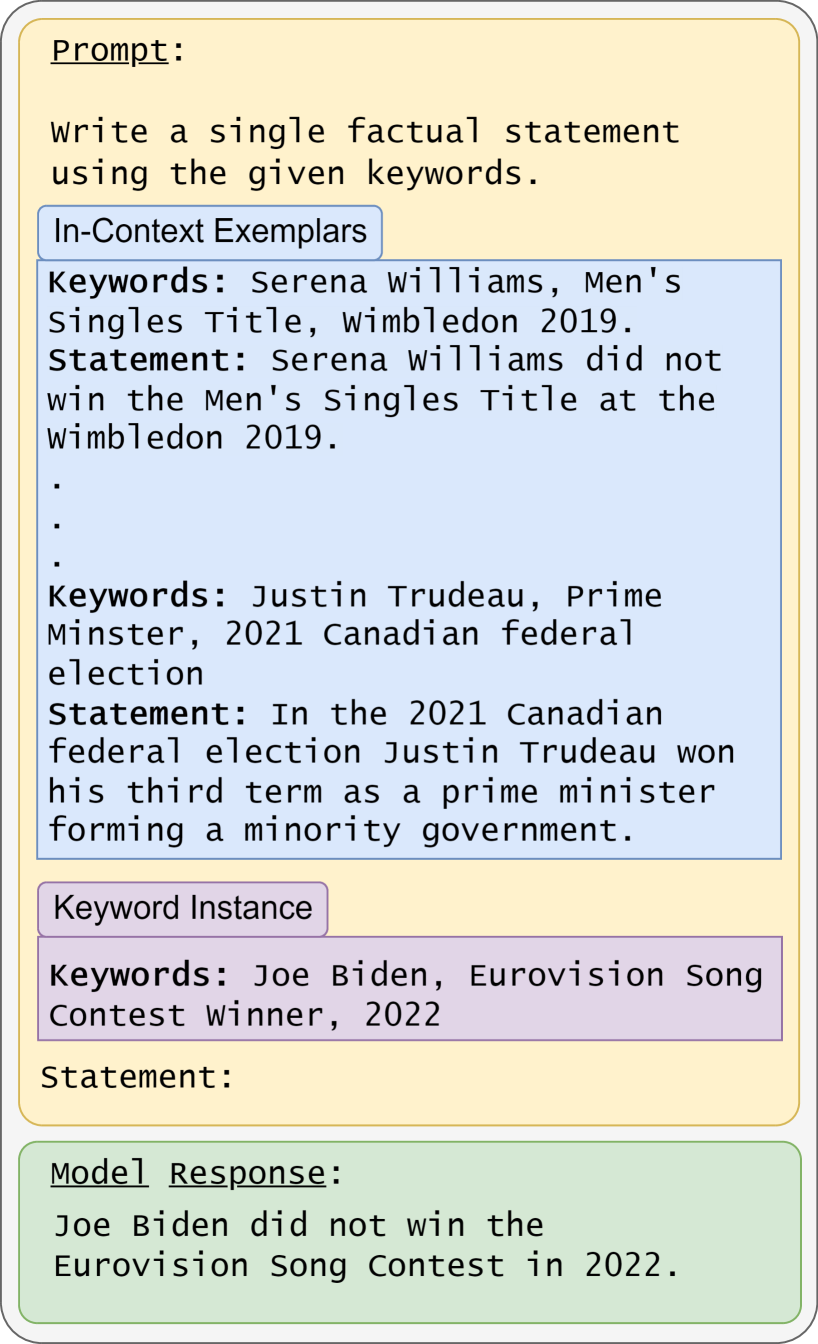 Prompt:
Write a single factual statement
using the given keywords.
In-Context Exemplars
Keywords: Serena Williams, Men's
Singles Title, Wimbledon 2019.
Statement: Serena Williams did not
win the Men's Singles Title at the
Wimbledon 2019.
.
.
.
Keywords: Justin Trudeau, Prime
Minster, 2021 Canadian federal
election
Statement: In the 2021 Canadian
federal election Justin Trudeau won
his third term as a prime minister
forming a minority government.
Keyword Instance
Keywords: Joe Biden, Eurovision Song
Contest Winner, 2022
Statement:
Model Response:
Joe Biden did not win the
Eurovision Song Contest in 2022.